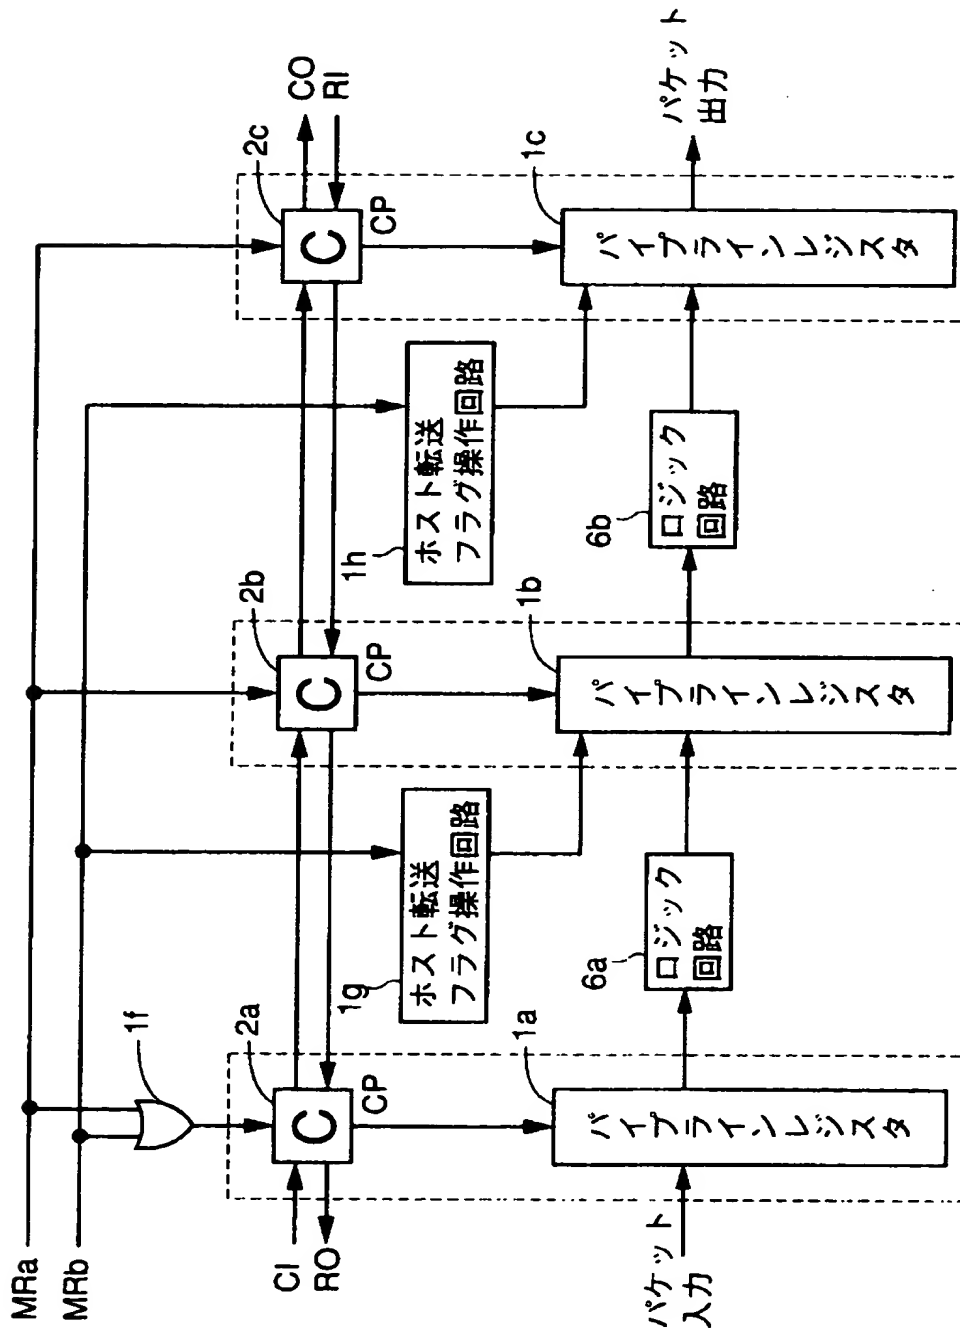 MRa
MRb
1f
CI
RO
2a
C
CP
2b
C
CP
2c
C
CP
CO
RI
1g
ホスト転送
フラグ操作回路
1h
ホスト転送
フラグ操作回路
パケット
入力
1a
パイプラインレジスタ
6a
ロジック
回路
1b
パイプラインレジスタ
6b
ロジック
回路
1c
パイプラインレジスタ
パケット
出力